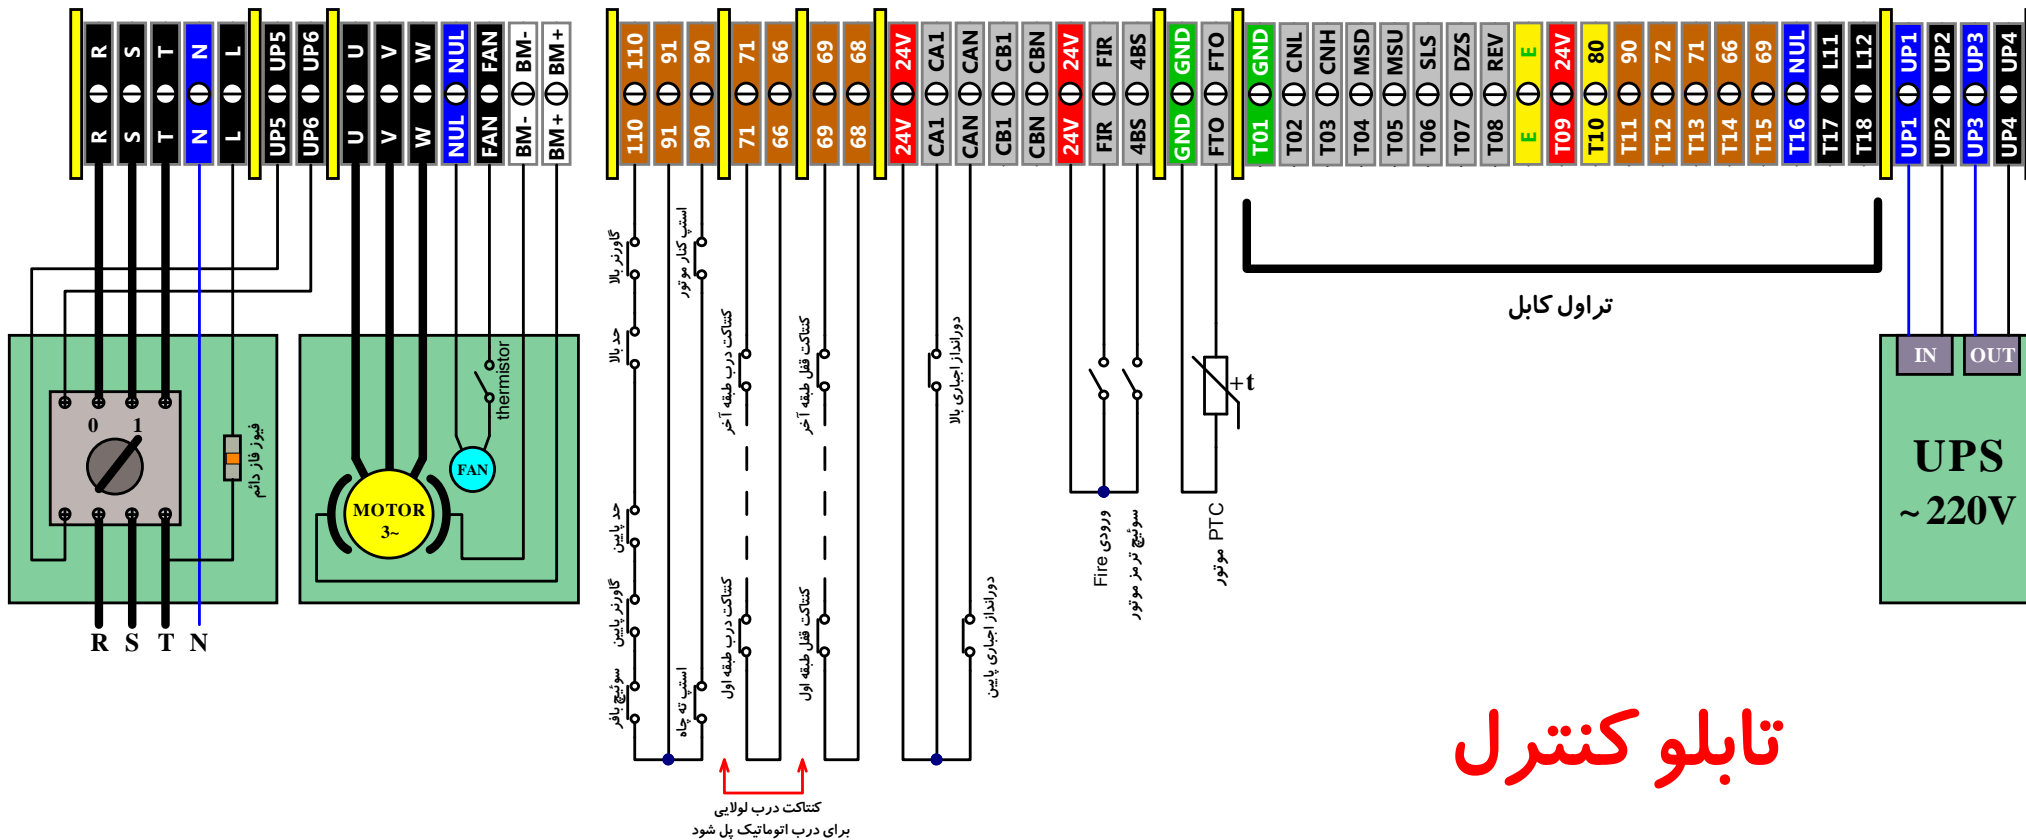 R S T N L UP5 UP6 U V W NUL FAN BM- BM+ 110 91 90 71 66 69 68 24V CA1 CAN CB1 CBN 24V FIR 4BS GND FTO GND CNL CNH MSD MSU SLS DZS REV E 24V 80 90 72 71 66 69 NUL L11 L12 UP1 UP2 UP3 UP4
R S T N L UP5 UP6 U V W NUL FAN BM- BM+ 110 91 90 71 66 69 68 24V CA1 CAN CB1 CBN 24V FIR 4BS GND FTO T01 T02 T03 T04 T05 T06 T07 T08 E T09 T10 T11 T12 T13 T14 T15 T16 T17 T18 UP1 UP2 UP3 UP4
0 1
فیوز فاز دائم
R S T N
thermistor
FAN
MOTOR
3~
گاورنر بالا
حد بالا
حد پایین
گاورنر پایین
سوئیچ بافر
استپ کنار موتور
استپ ته چاه
کنتاکت درب طبقه آخر
کنتاکت درب طبقه اول
کنتاکت قفل طبقه آخر
کنتاکت قفل طبقه اول
کنتاکت درب لولایی
برای درب اتوماتیک پل شود
دورانداز اجباری بالا
دورانداز اجباری پایین
ورودی Fire
سوئیچ ترمز موتور
+t
PTC موتور
تراول کابل
IN OUT
UPS
~220V
تابلو کنترل